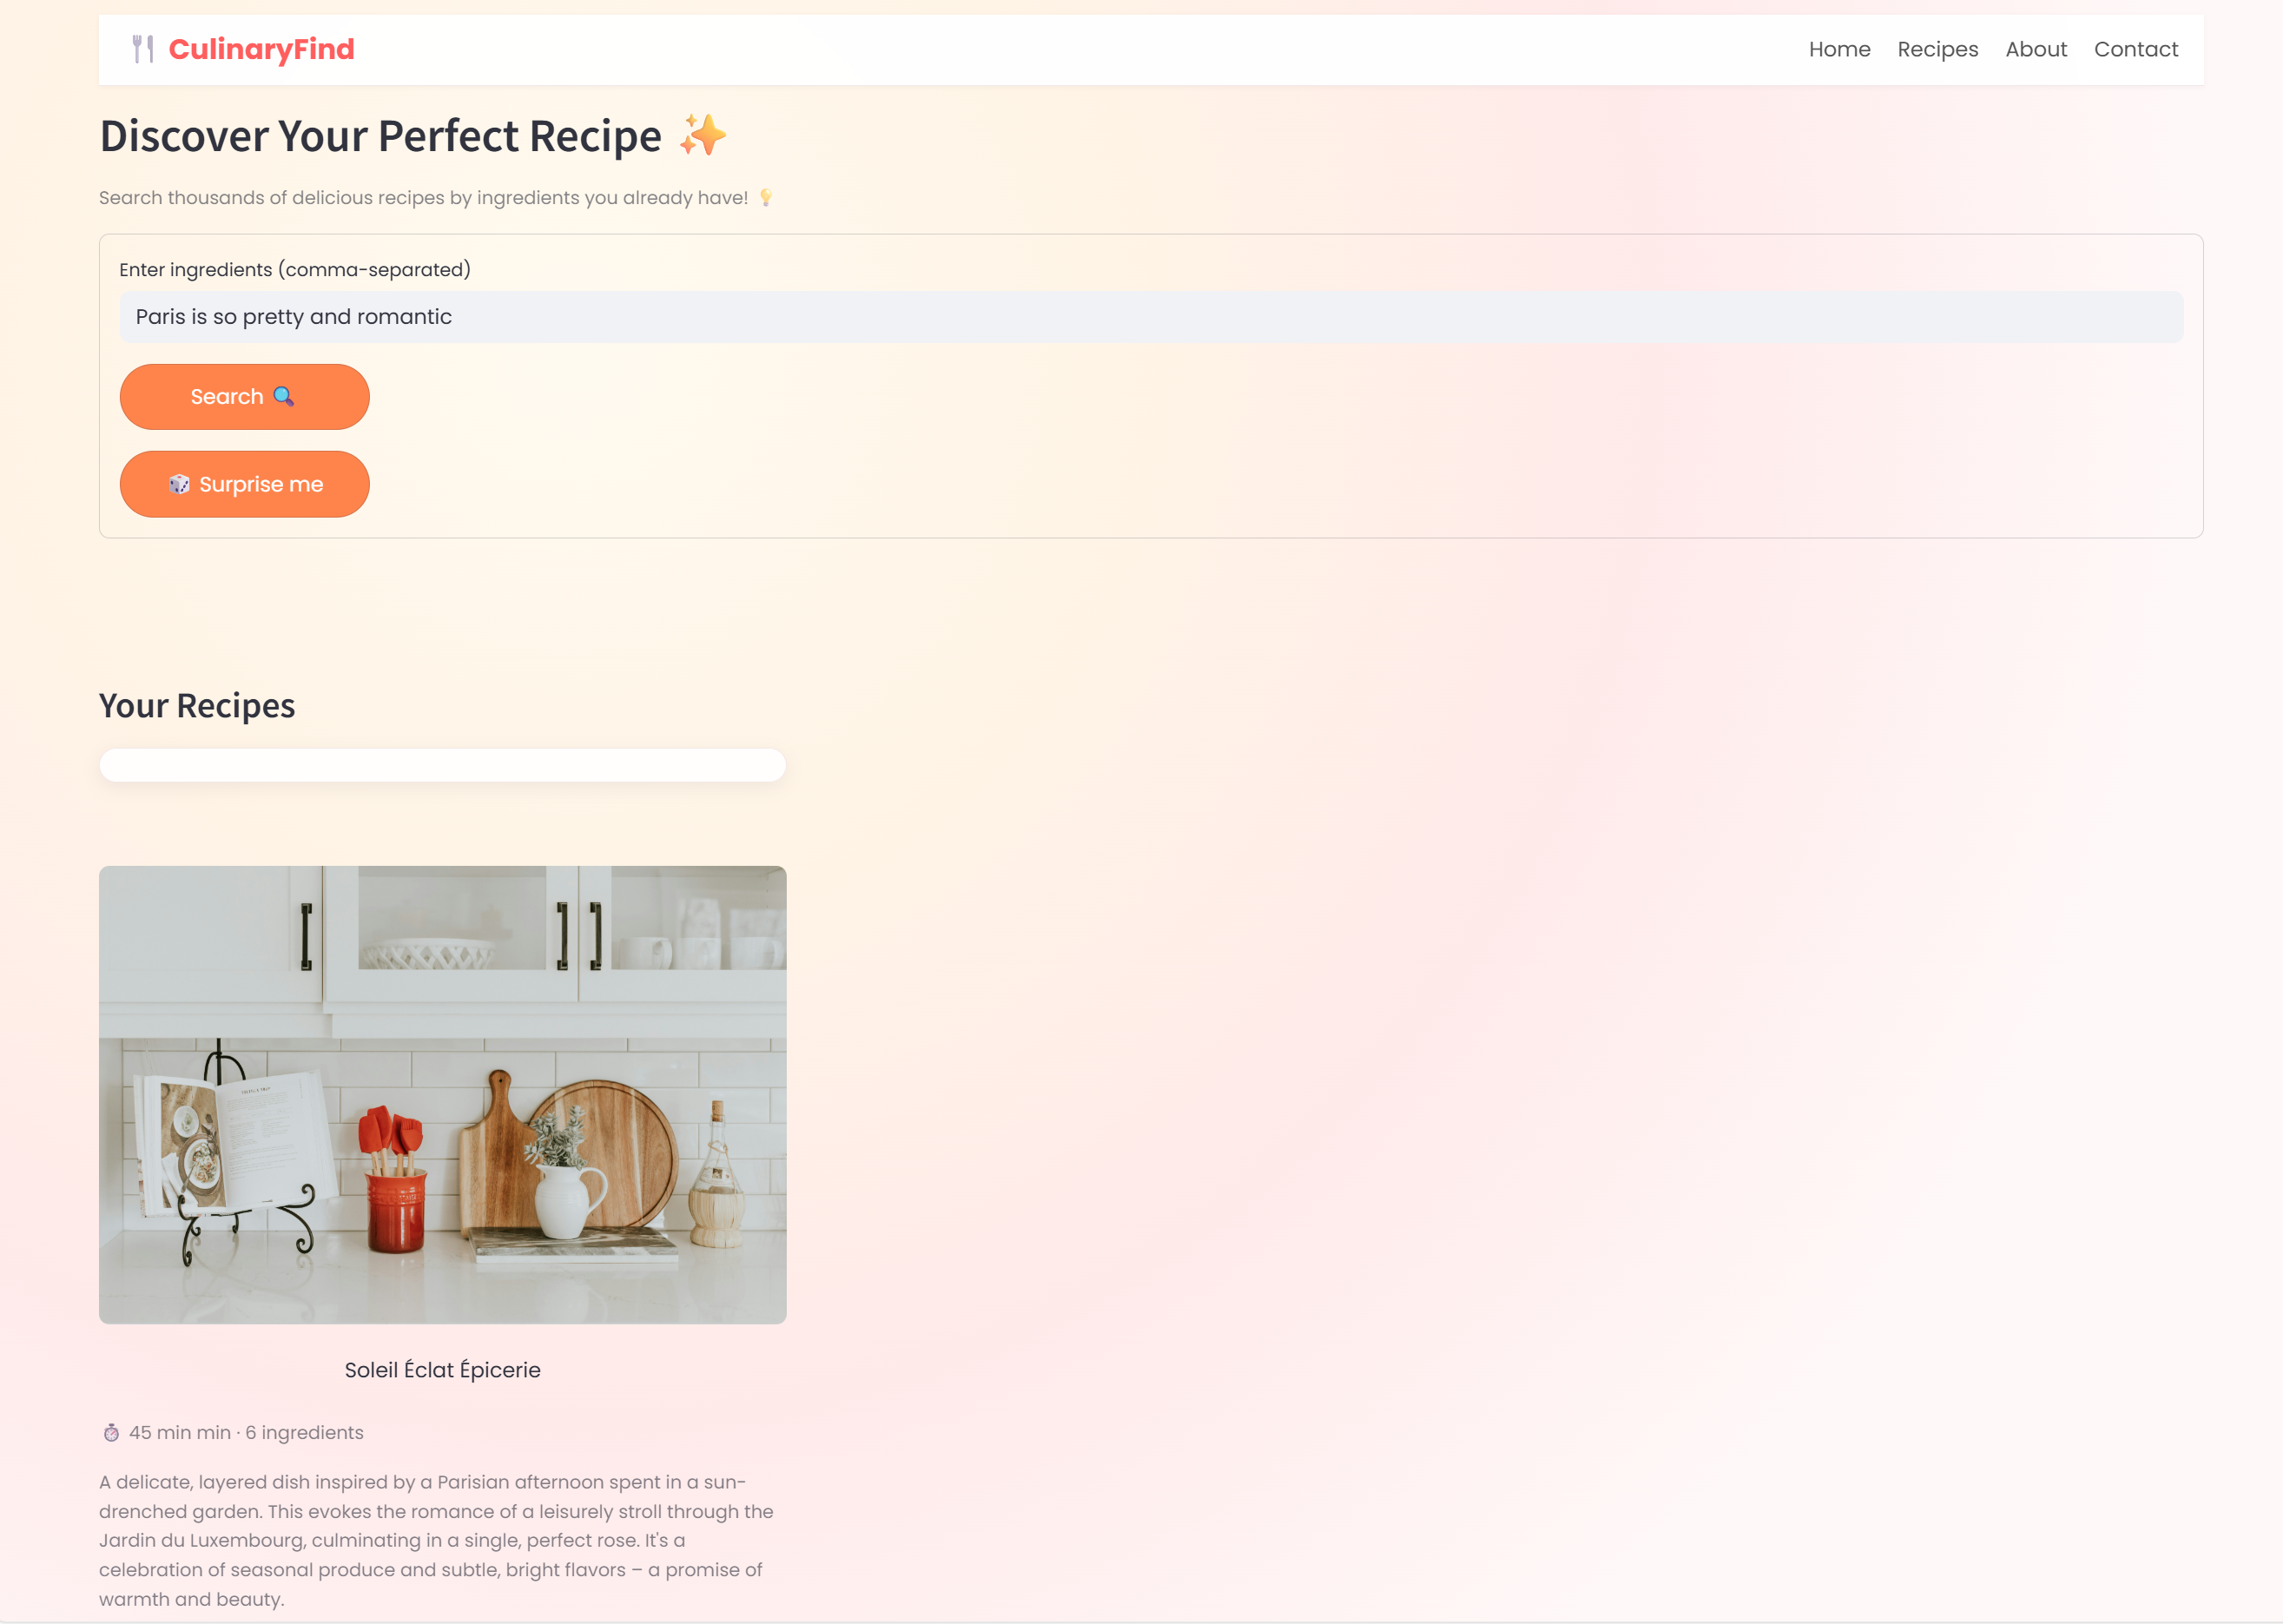 CulinaryFind
Home Recipes About Contact
Discover Your Perfect Recipe ✨
Search thousands of delicious recipes by ingredients you already have! 💡
Enter ingredients (comma-separated)
Paris is so pretty and romantic
Search 🔍
🎲 Surprise me
Your Recipes
Soleil Éclat Épicerie
⏱ 45 min min · 6 ingredients
A delicate, layered dish inspired by a Parisian afternoon spent in a sun-
drenched garden. This evokes the romance of a leisurely stroll through the
Jardin du Luxembourg, culminating in a single, perfect rose. It's a
celebration of seasonal produce and subtle, bright flavors – a promise of
warmth and beauty.